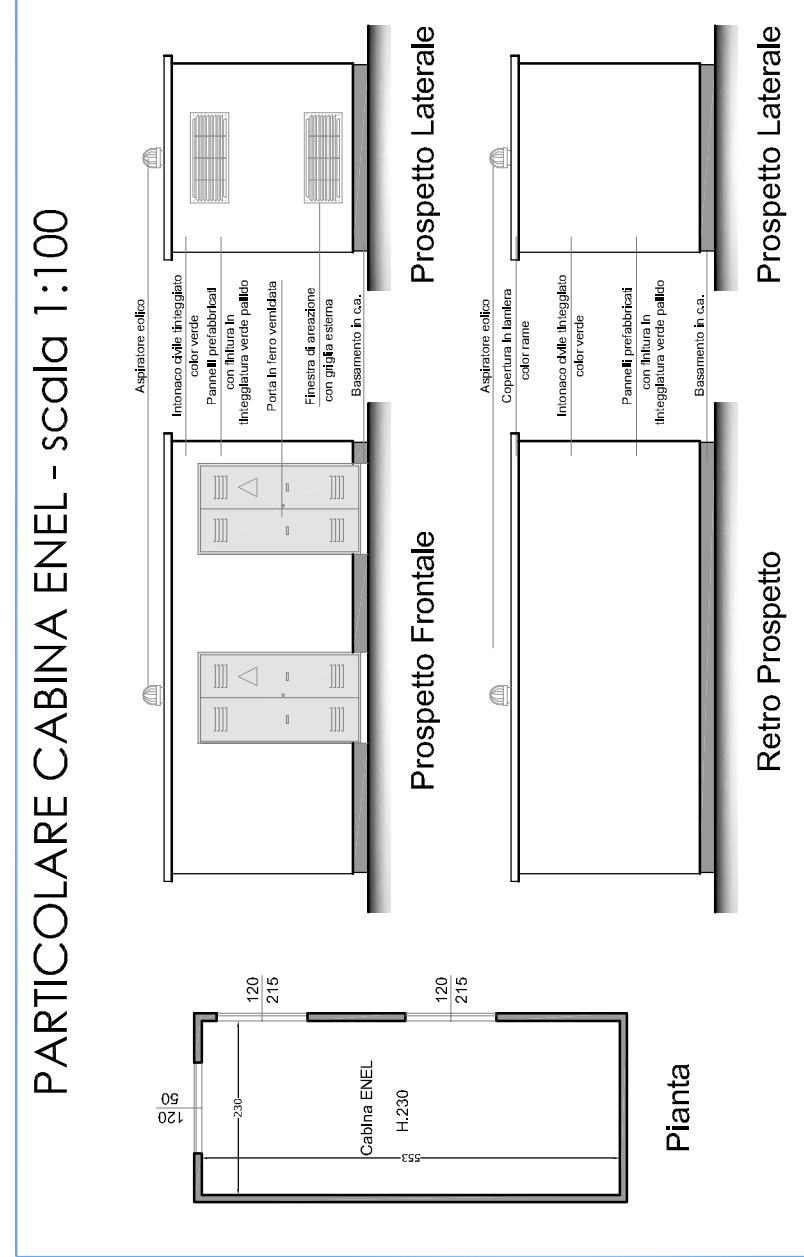 PARTICOLARE CABINA ENEL - scala 1:100
Aspiratore eolico
Intonaco civile tinteggiato
color verde
Pannelli prefabbricati
con finitura in
tinteggiatura verde pallido
Porta in ferro verniciata
Finestra di areazione
con griglia esterna
Basamento in c.a.
Prospetto Frontale
Prospetto Laterale
120
50
230
Cabina ENEL
H.230
553
120
215
120
215
Pianta
Aspiratore eolico
Copertura in lamiera
color rame
Intonaco civile tinteggiato
color verde
Pannelli prefabbricati
con finitura in
tinteggiatura verde pallido
Basamento in c.a.
Retro Prospetto
Prospetto Laterale